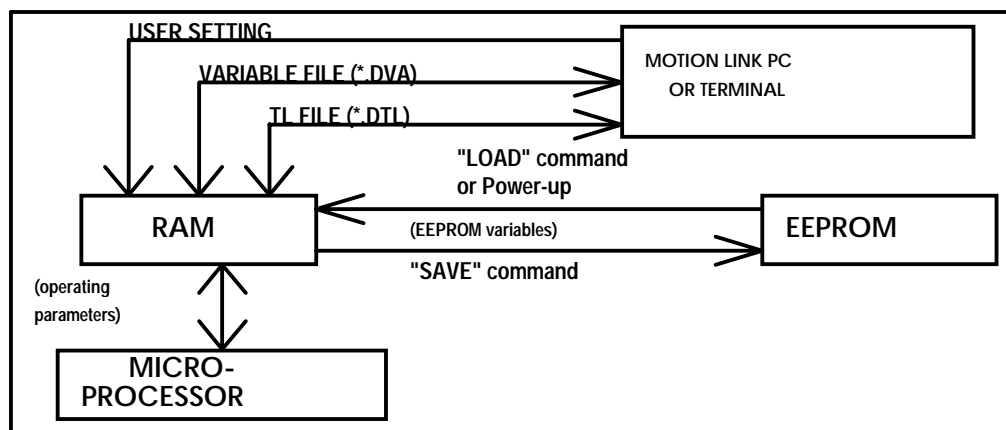 USER SETTING
VARIABLE FILE (*.DVA)
TL FILE (*.DTL)
MOTION LINK PC
OR TERMINAL
"LOAD" command
or Power-up
RAM
(EEPROM variables)
EEPROM
"SAVE" command
(operating
parameters)
MICRO-
PROCESSOR